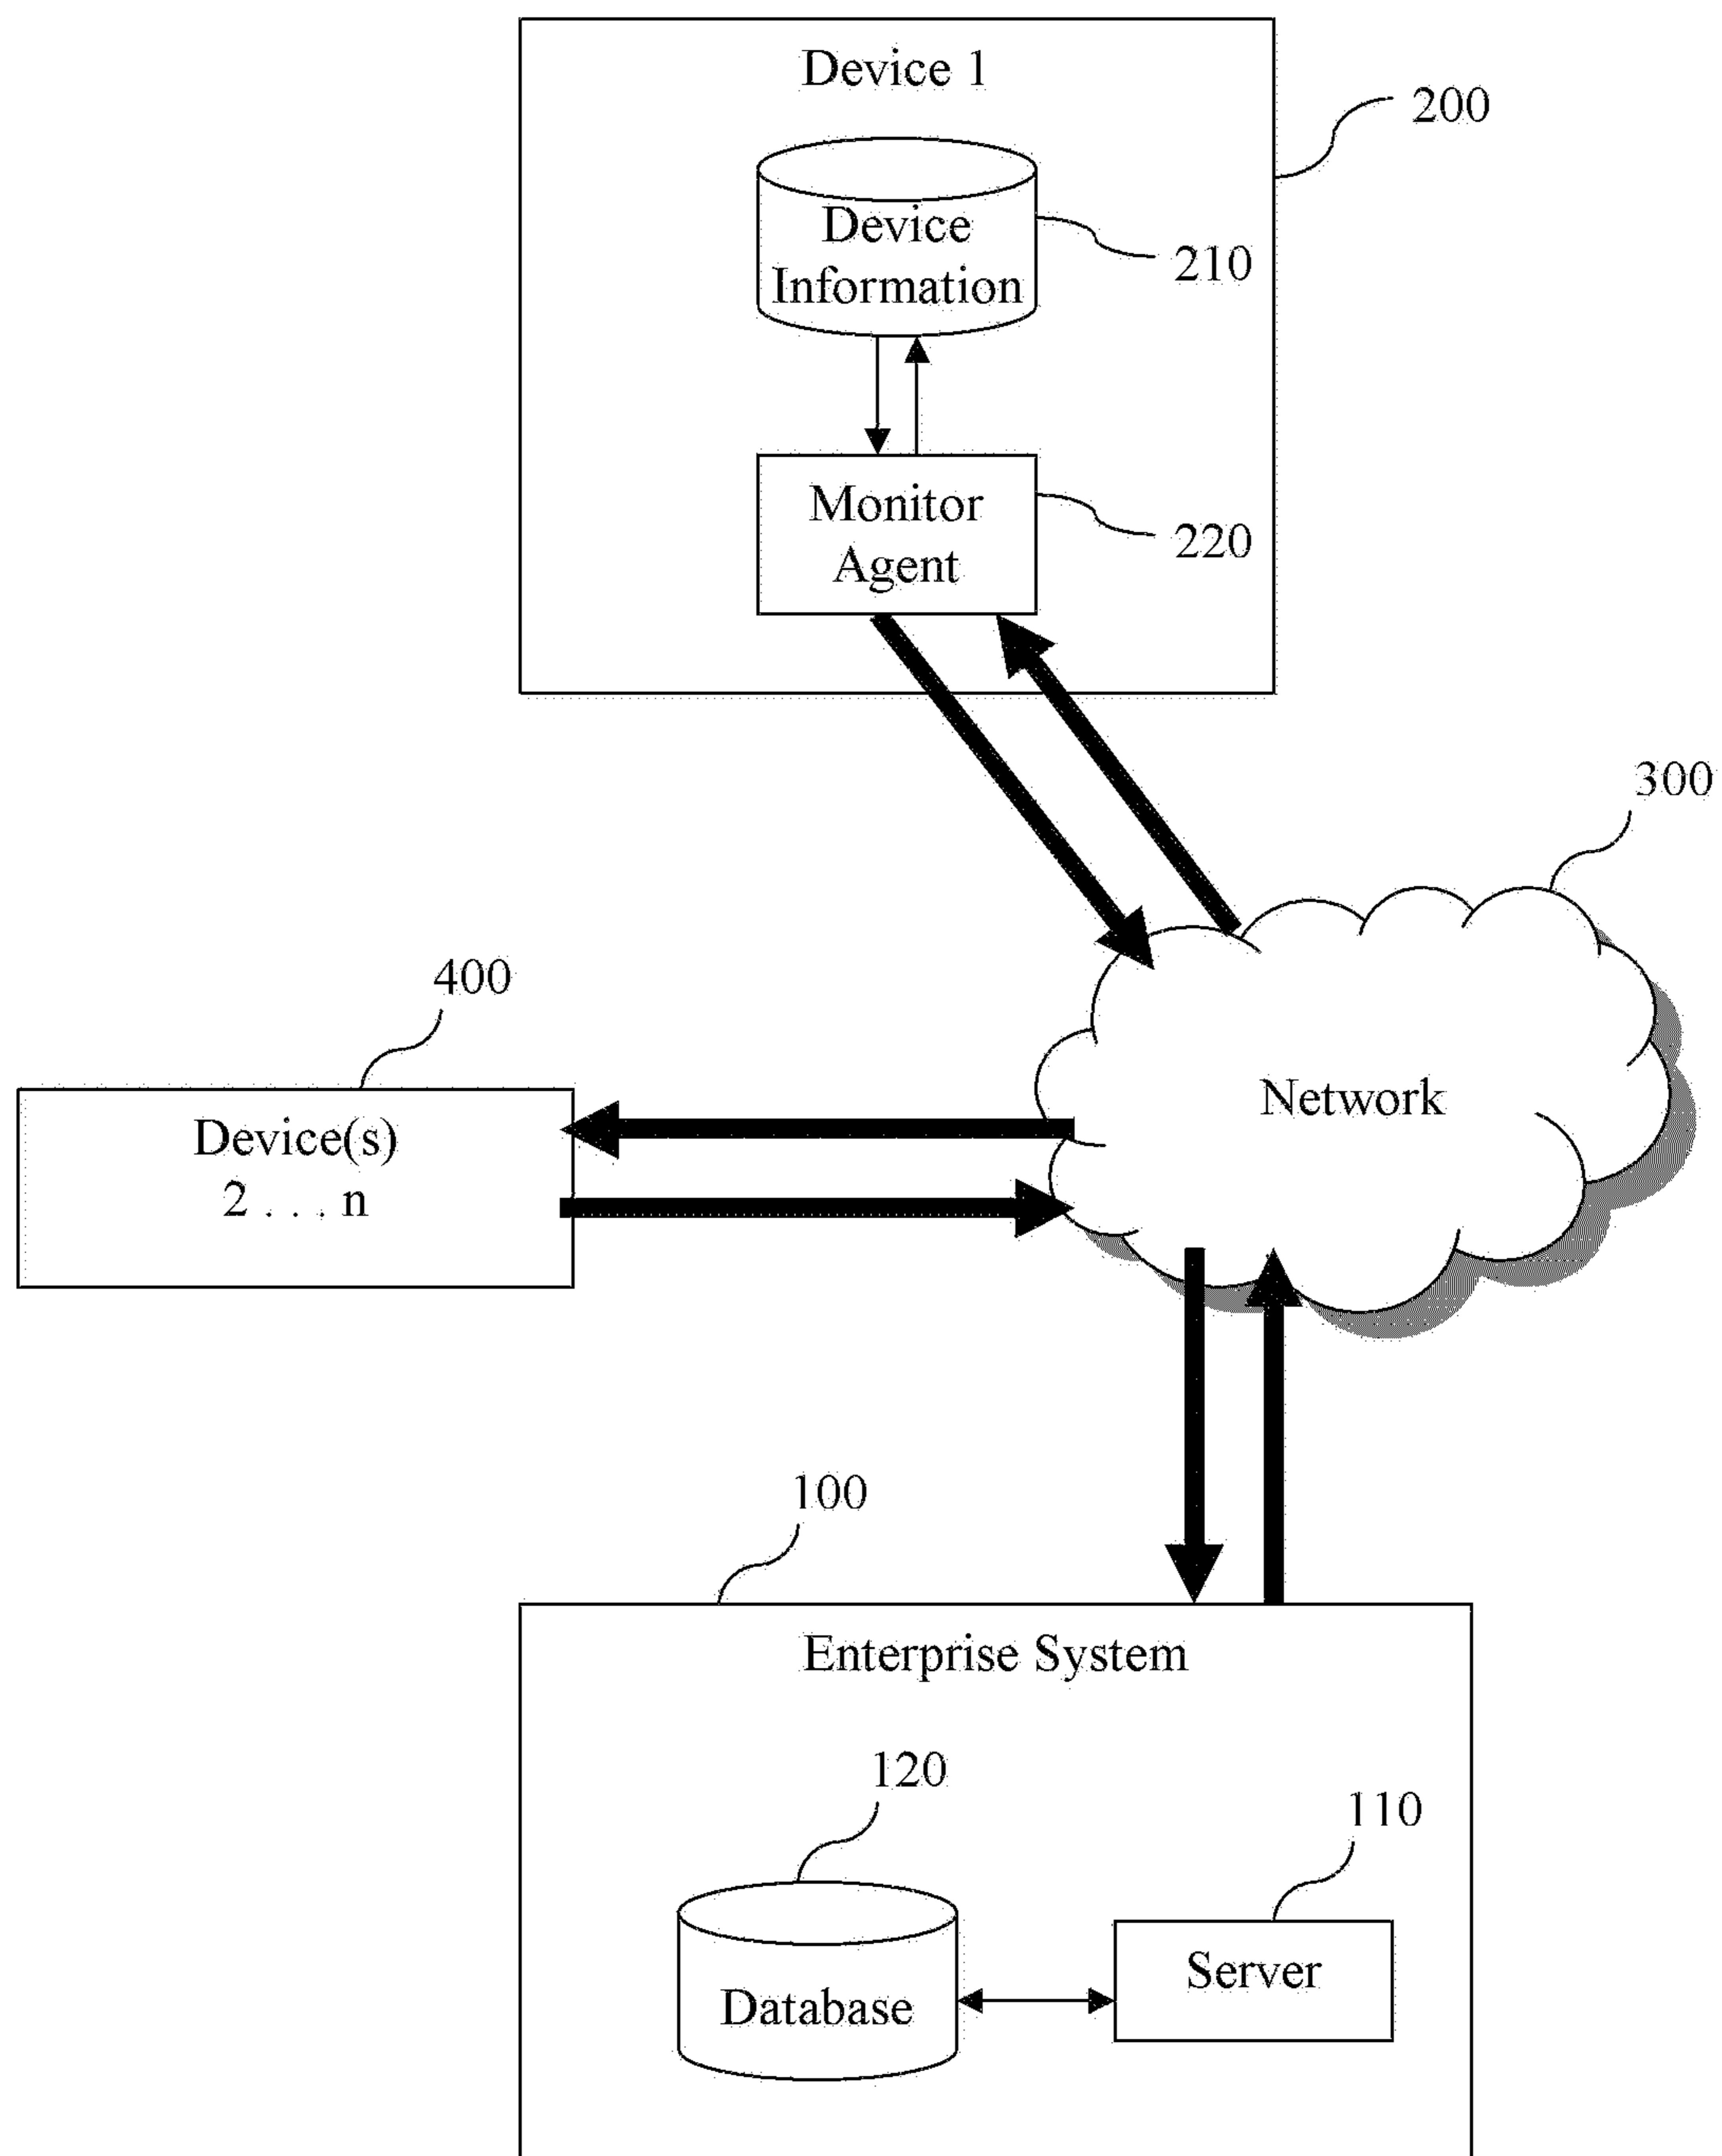 Device 1
200
Device
Information
210
Monitor
Agent
220
300
Network
400
Device(s)
2 . . . n
100
Enterprise System
120
110
Database
Server